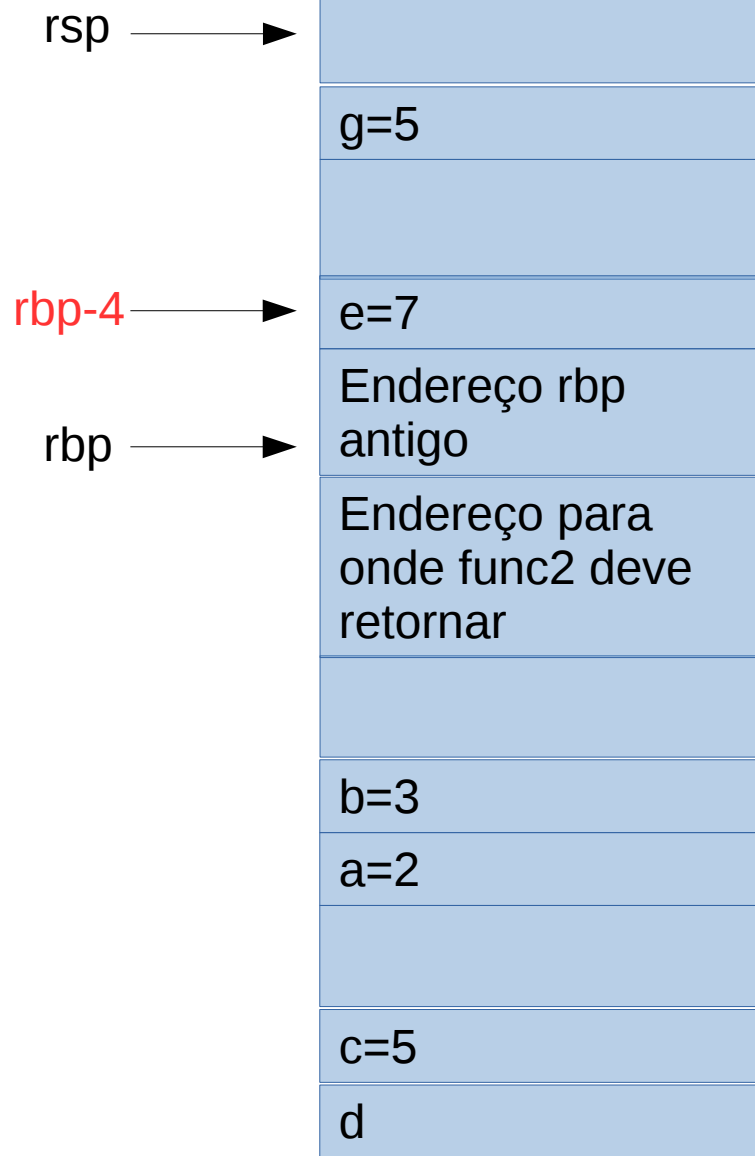 rsp
g=5
rbp-4
e=7
Endereço rbp
antigo
rbp
Endereço para
onde func2 deve
retornar
b=3
a=2
c=5
d